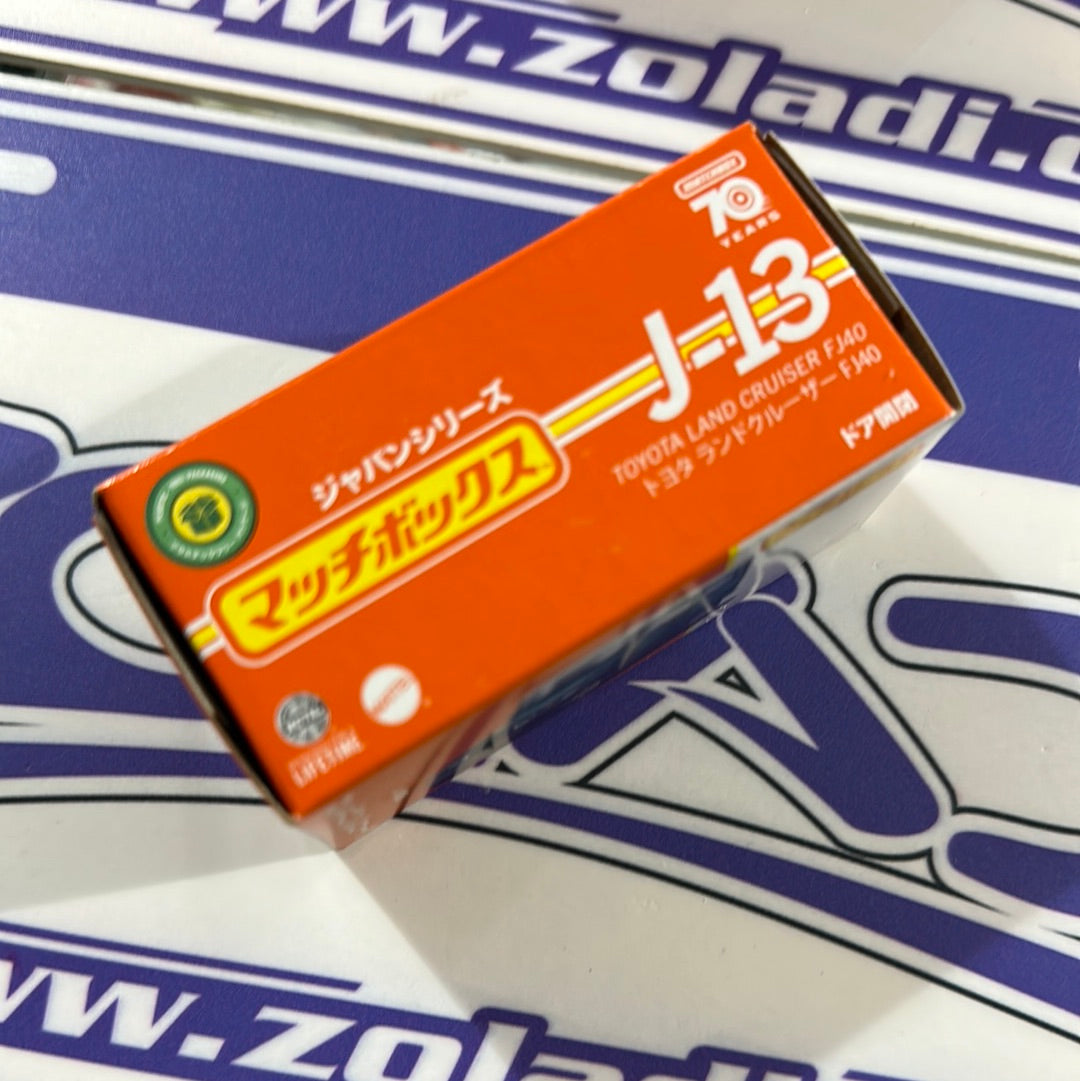 www.zoladi.c
MATCHBOX
70
YEARS
J-13
TOYOTA LAND CRUISER FJ40
トヨタ ランドクルーザー FJ40
ドア開閉
ジャパンシリーズ
マッチボックス
LIFETIME
www.zoladi